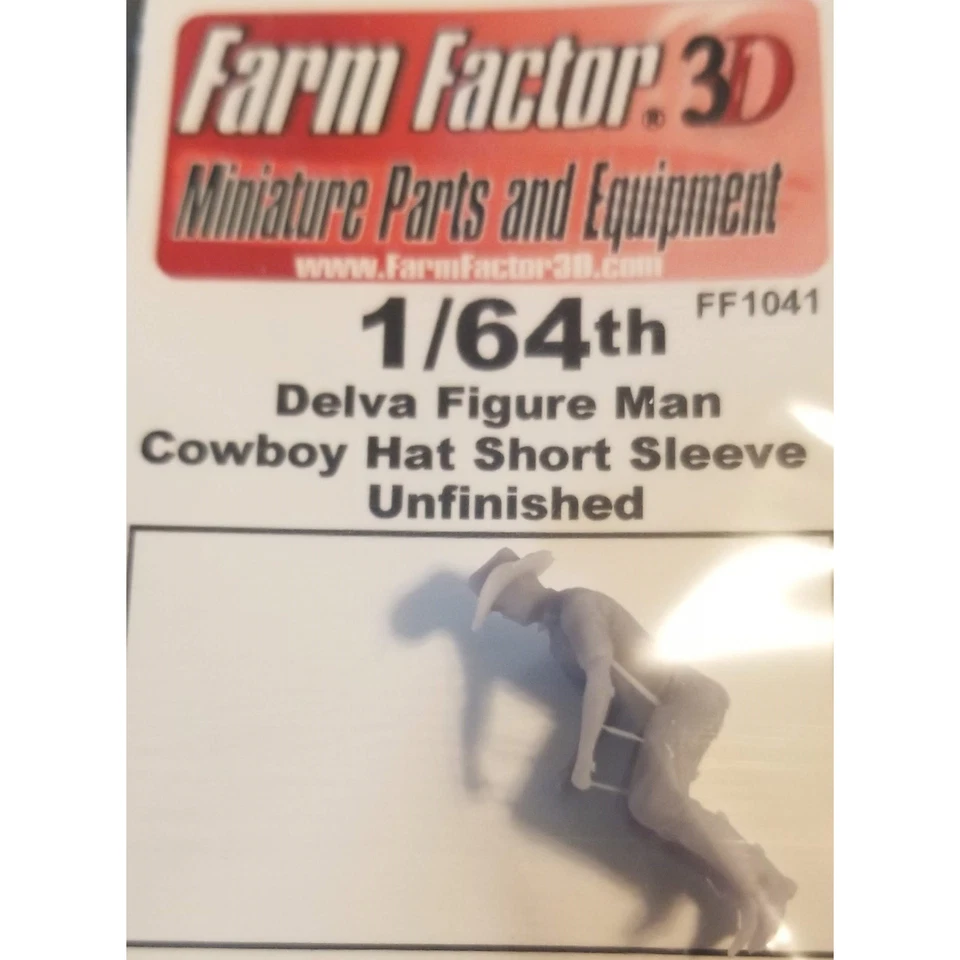 Farm Factor® 3D
Miniature Parts and Equipment
www.FarmFactor3D.com
1/64th
FF1041
Delva Figure Man
Cowboy Hat Short Sleeve
Unfinished